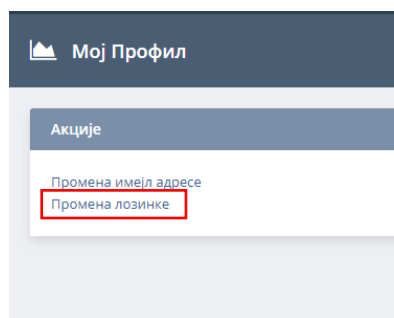 Мој Профил
Акције
Промена имејл адресе
Промена лозинке